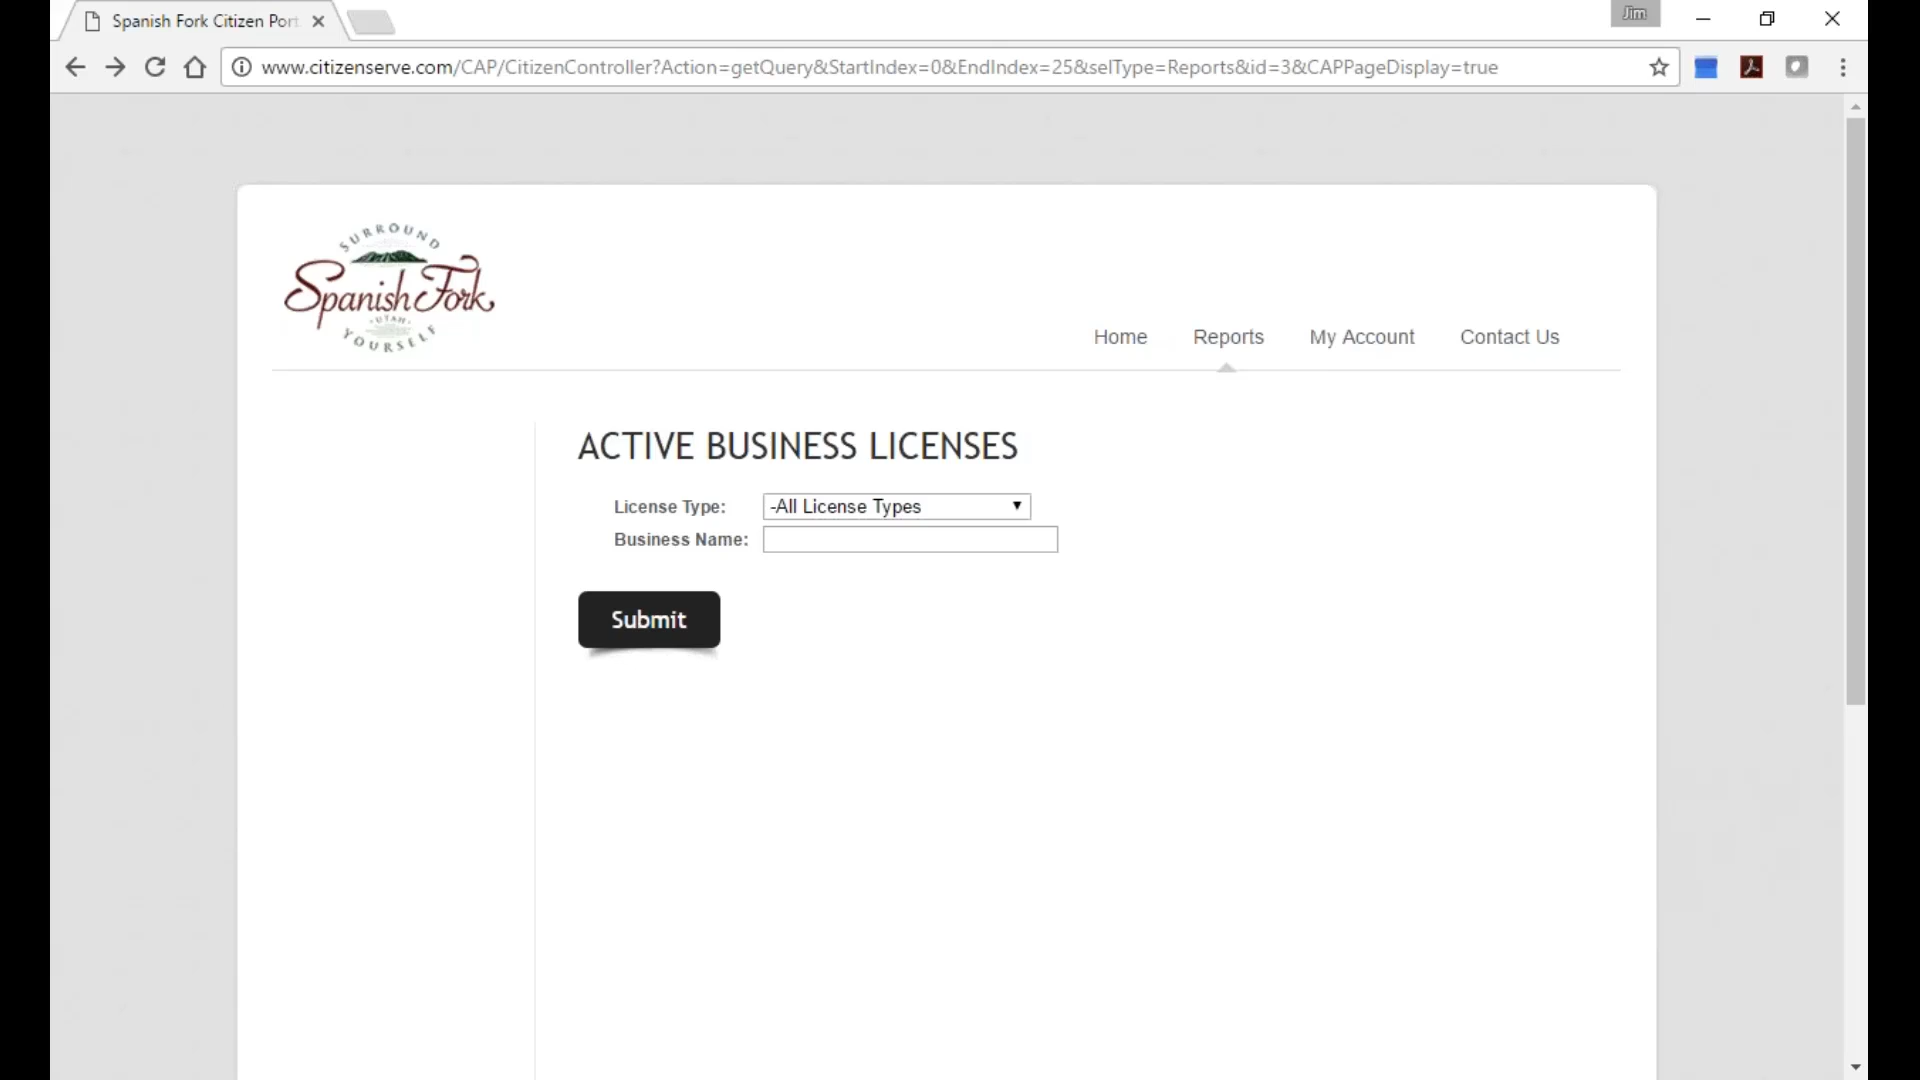 Spanish Fork Citizen Port
Jim
www.citizenserve.com/CAP/CitizenController?Action=getQuery&StartIndex=0&EndIndex=25&selType=Reports&id=3&CAPPageDisplay=true
SURROUND
Spanish Fork
UTAH
YOURSELF
Home Reports My Account Contact Us
ACTIVE BUSINESS LICENSES
License Type: -All License Types
Business Name:
Submit